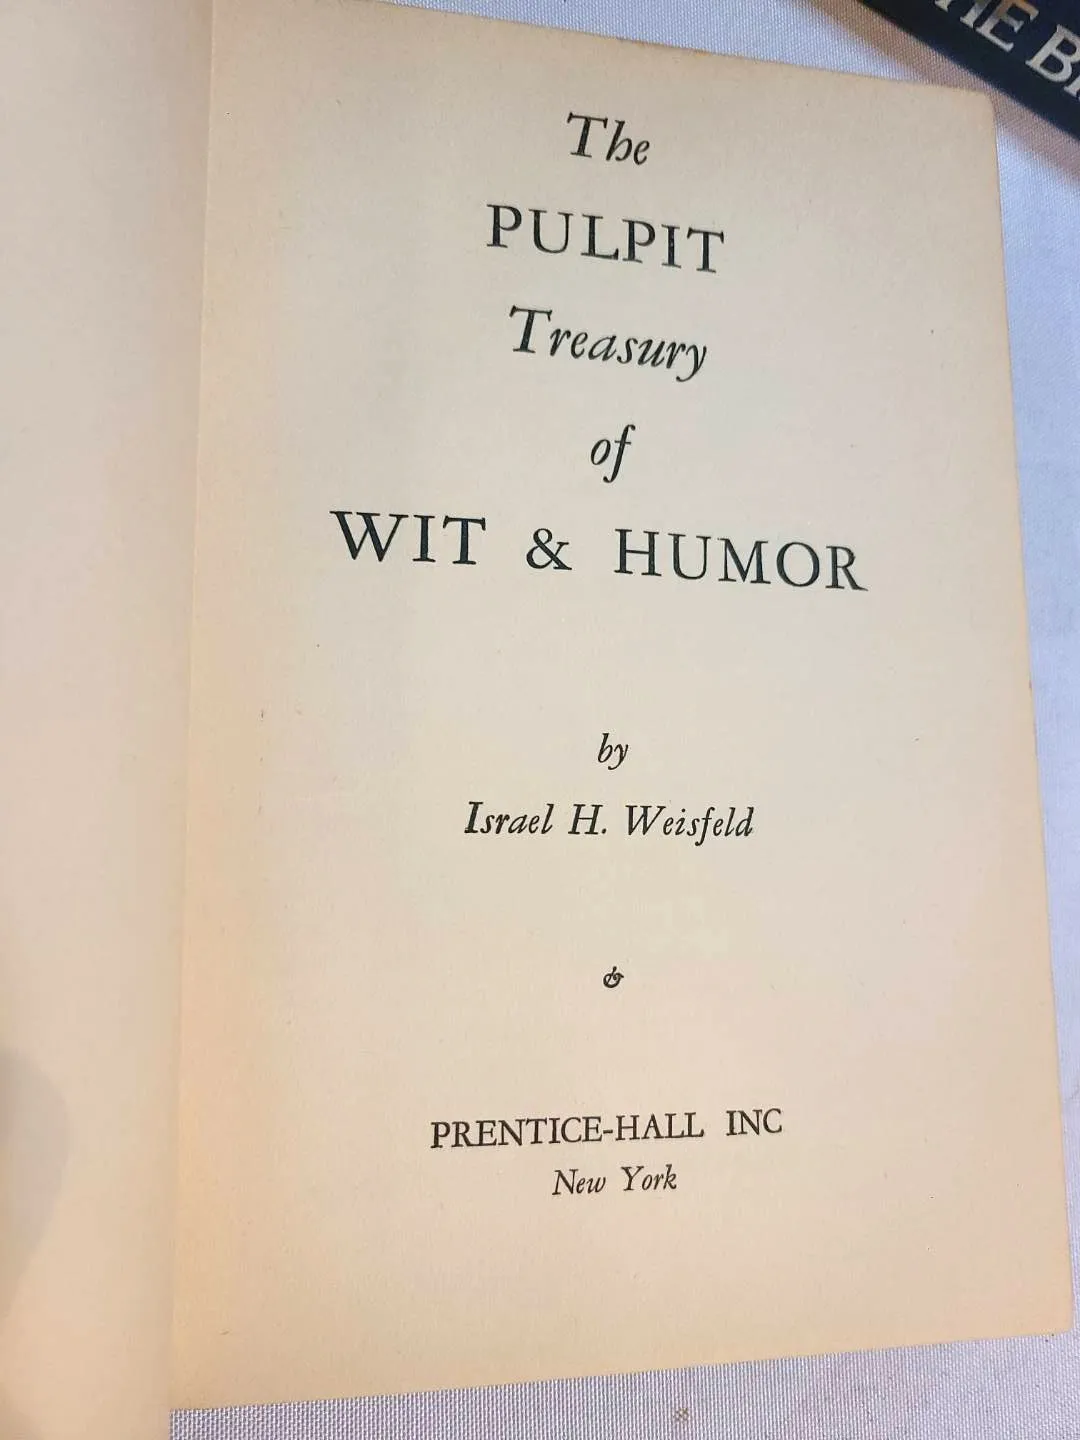 The
PULPIT
Treasury
of
WIT & HUMOR
by
Israel H. Weisfeld
PRENTICE-HALL INC
New York